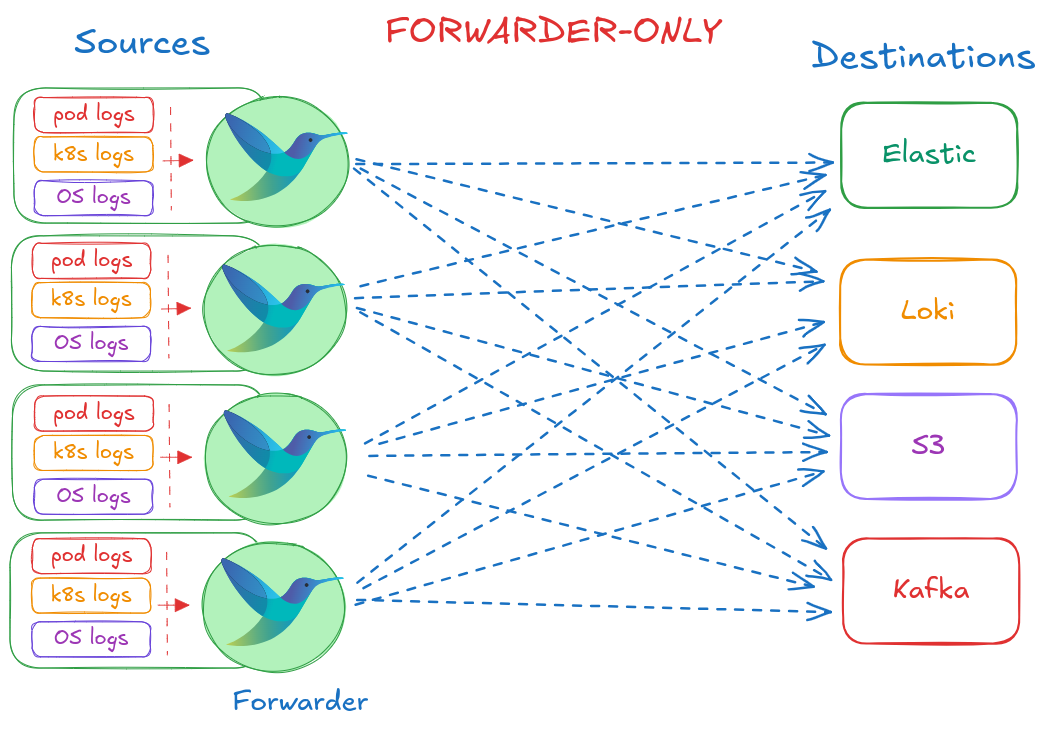 FORWARDER-ONLY
Sources
Destinations
pod logs
k8s logs
OS logs
pod logs
k8s logs
OS logs
pod logs
k8s logs
OS logs
pod logs
k8s logs
OS logs
Forwarder
Elastic
Loki
S3
Kafka